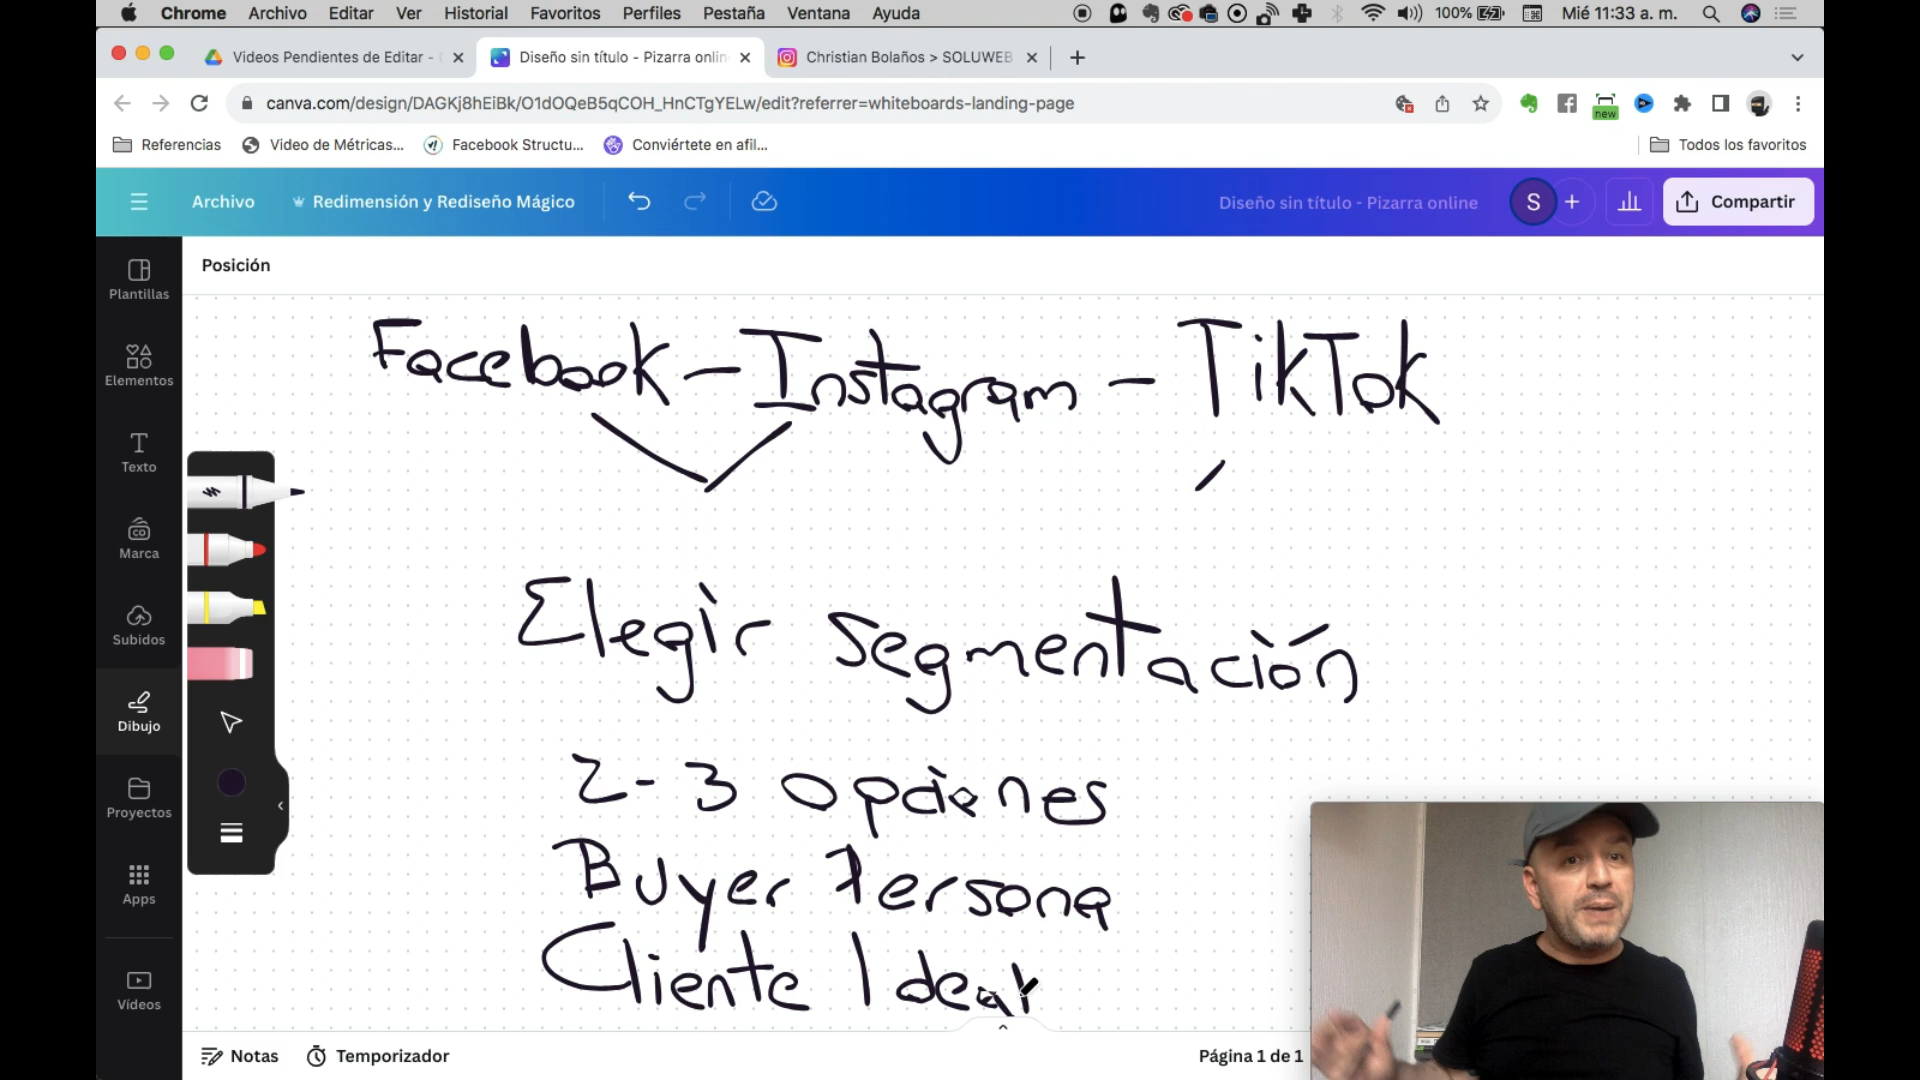 Chrome Archivo Editar Ver Historial Favoritos Perfiles Pestaña Ventana Ayuda 100% Mié 11:33 a. m.
Videos Pendientes de Editar - Diseño sin título - Pizarra onlin Christian Bolaños > SOLUWEB
canva.com/design/DAGKj8hEiBk/O1dOQeB5qCOH_HnCTgYELw/edit?referrer=whiteboards-landing-page
new
Referencias Video de Métricas... Facebook Structu... Conviértete en afil... Todos los favoritos
Archivo Redimensión y Rediseño Mágico Diseño sin título - Pizarra online S + Compartir
Posición
Plantillas
Elementos
Texto
Marca
Subidos
Dibujo
Proyectos
Apps
Vídeos
Facebook - Instagram - TikTok
Elegir segmentación
2-3 opciones
Buyer Persona
Cliente Ideal
Notas Temporizador Página 1 de 1